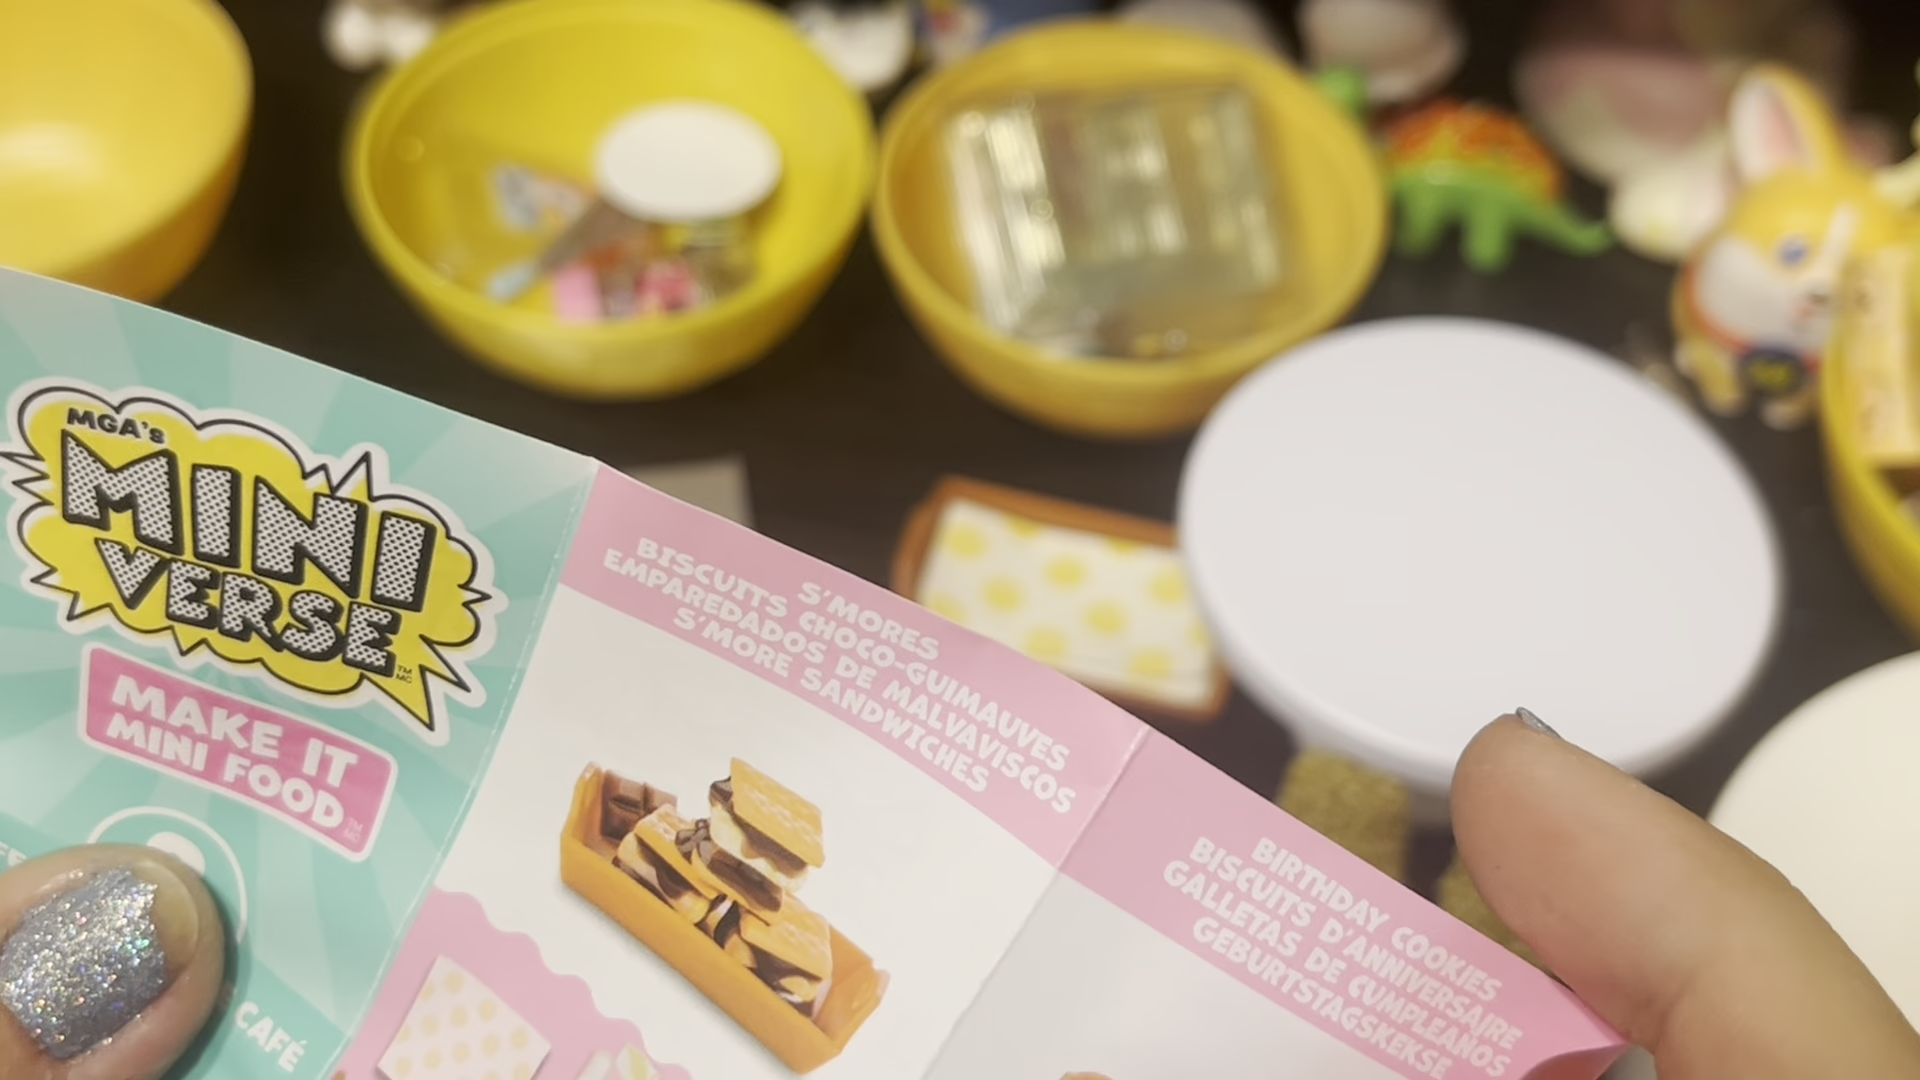 MGA's
MINI
VERSE
TM
MC
MAKE IT
MINI FOOD
TM
MC
CAFÉ
S'MORES
BISCUITS CHOCO-GUIMAUVES
EMPAREDADOS DE MALVAVISCOS
S'MORE SANDWICHES
BIRTHDAY COOKIES
BISCUITS D'ANNIVERSAIRE
GALLETAS DE CUMPLEAÑOS
GEBURTSTAGSKEKSE